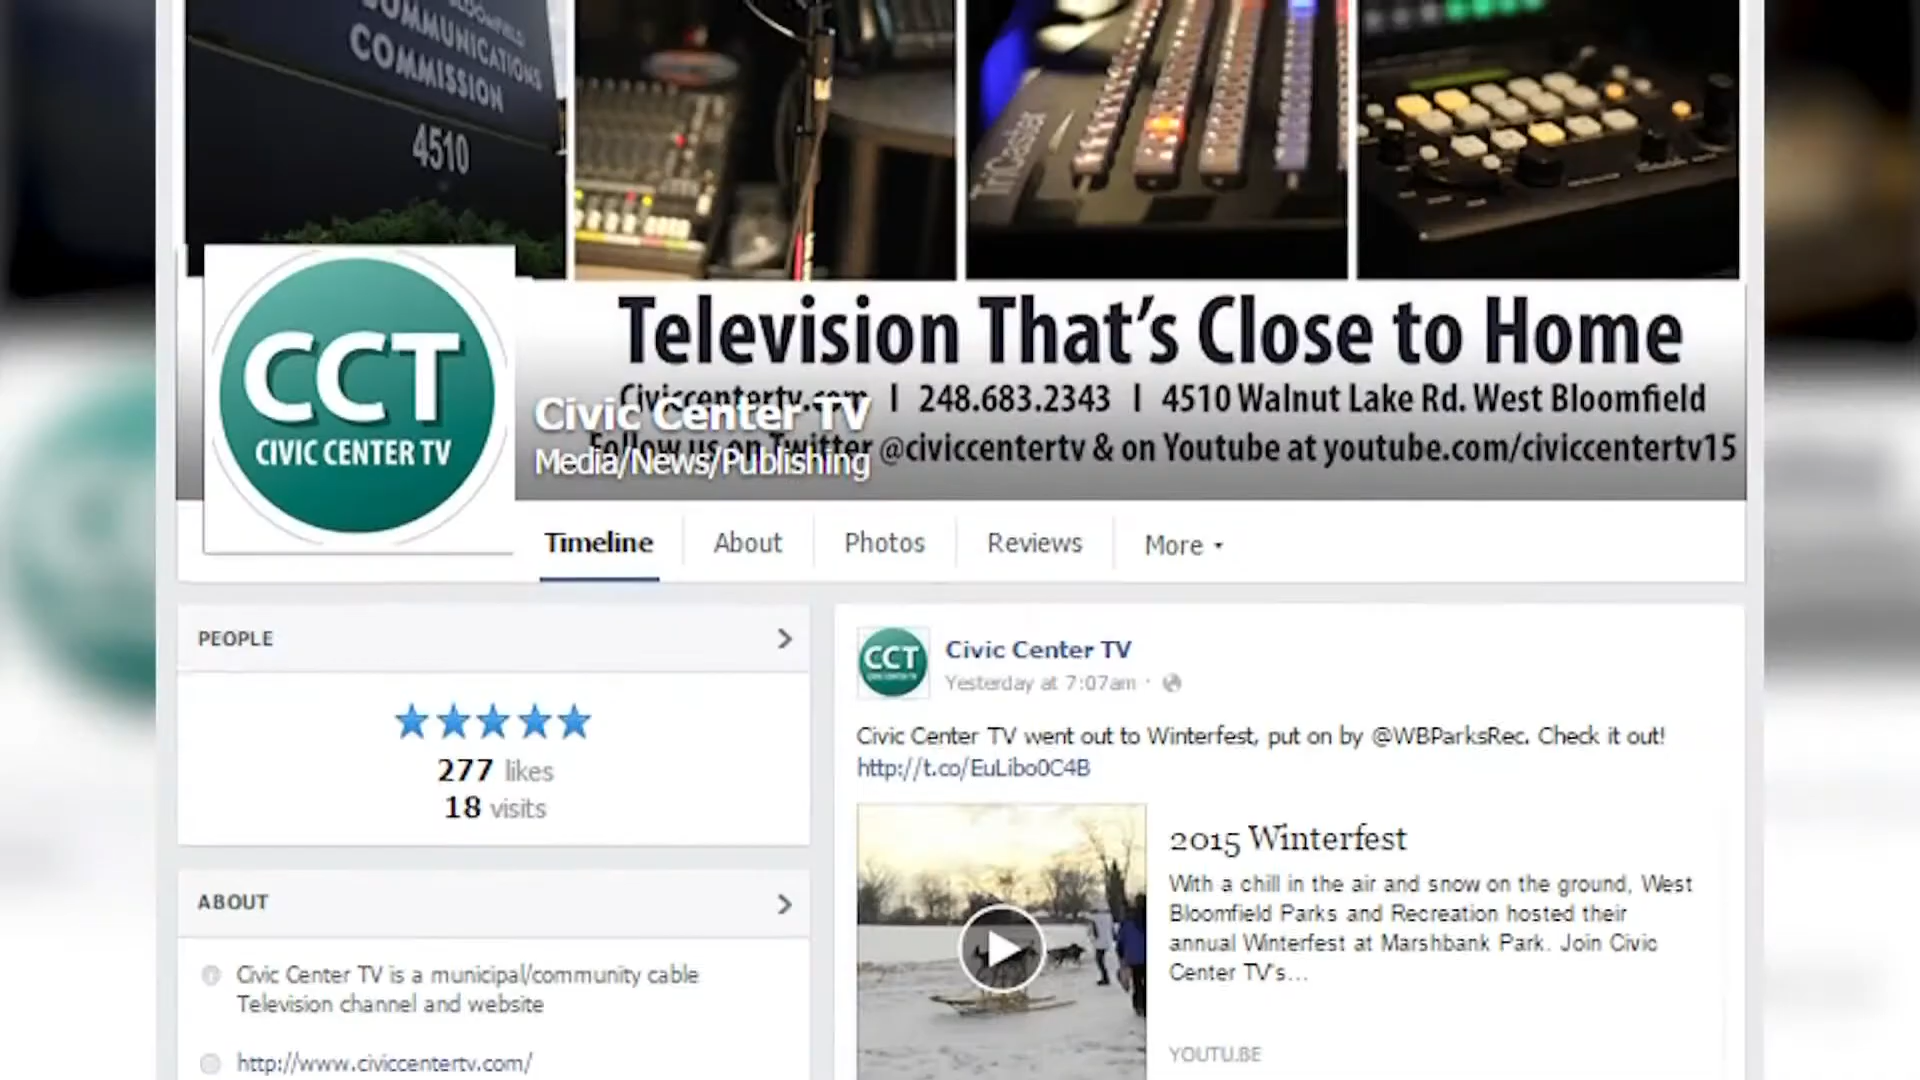 BLOOMFIELD
COMMUNICATIONS
COMMISSION
4510
TriCaster
CCT
CIVIC CENTER TV
Television That's Close to Home
Civiccentertv.com | 248.683.2343 | 4510 Walnut Lake Rd. West Bloomfield
Civic Center TV
Follow us on Twitter @civiccentertv & on Youtube at youtube.com/civiccentertv15
Media/News/Publishing
Timeline
About
Photos
Reviews
More
PEOPLE
277 likes
18 visits
ABOUT
Civic Center TV is a municipal/community cable
Television channel and website
http://www.civiccentertv.com/
CCT
Civic Center TV
Yesterday at 7:07am ·
Civic Center TV went out to Winterfest, put on by @WBParksRec. Check it out!
http://t.co/EuLibo0C4B
2015 Winterfest
With a chill in the air and snow on the ground, West
Bloomfield Parks and Recreation hosted their
annual Winterfest at Marshbank Park. Join Civic
Center TV's...
YOUTU.BE